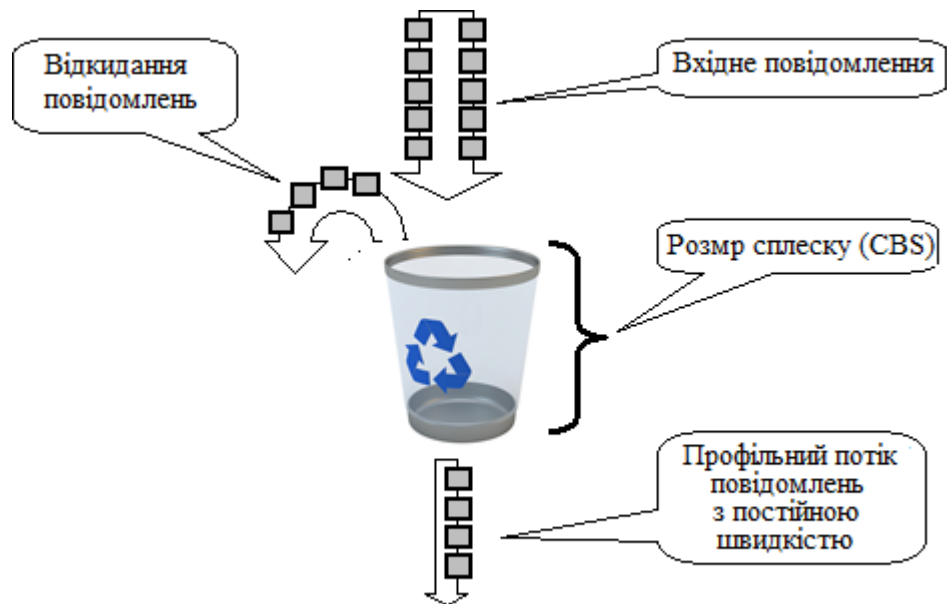 Відкидання
повідомлень
Вхідне повідомлення
Розмр сплеску (CBS)
Профільний потік
повідомлень
з постійною
швидкістю